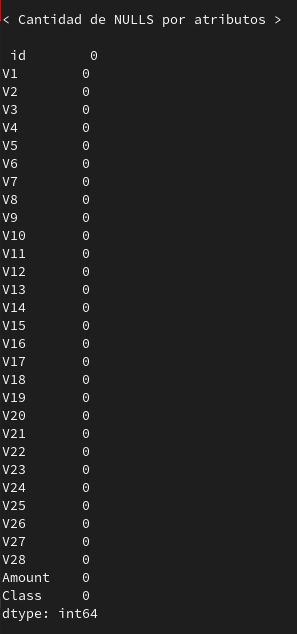 < Cantidad de NULLS por atributos >
id 0
V1 0
V2 0
V3 0
V4 0
V5 0
V6 0
V7 0
V8 0
V9 0
V10 0
V11 0
V12 0
V13 0
V14 0
V15 0
V16 0
V17 0
V18 0
V19 0
V20 0
V21 0
V22 0
V23 0
V24 0
V25 0
V26 0
V27 0
V28 0
Amount 0
Class 0
dtype: int64